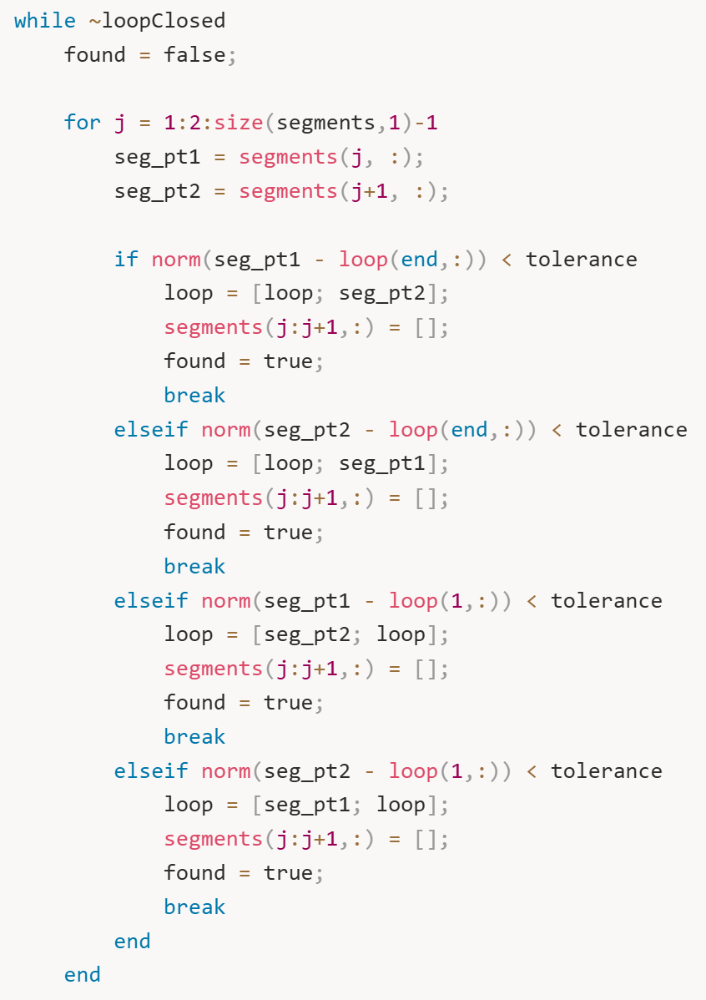 while ~loopClosed
    found = false;

    for j = 1:2:size(segments,1)-1
        seg_pt1 = segments(j, :);
        seg_pt2 = segments(j+1, :);

        if norm(seg_pt1 - loop(end,:)) < tolerance
            loop = [loop; seg_pt2];
            segments(j:j+1,:) = [];
            found = true;
            break
        elseif norm(seg_pt2 - loop(end,:)) < tolerance
            loop = [loop; seg_pt1];
            segments(j:j+1,:) = [];
            found = true;
            break
        elseif norm(seg_pt1 - loop(1,:)) < tolerance
            loop = [seg_pt2; loop];
            segments(j:j+1,:) = [];
            found = true;
            break
        elseif norm(seg_pt2 - loop(1,:)) < tolerance
            loop = [seg_pt1; loop];
            segments(j:j+1,:) = [];
            found = true;
            break
        end
    end